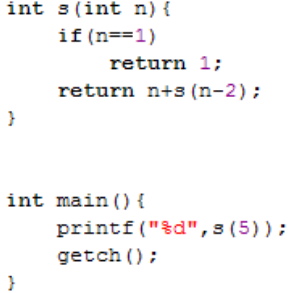 int s(int n){
if(n==1)
return 1;
return n+s(n-2);
}
int main(){
printf("%d",s(5));
getch();
}